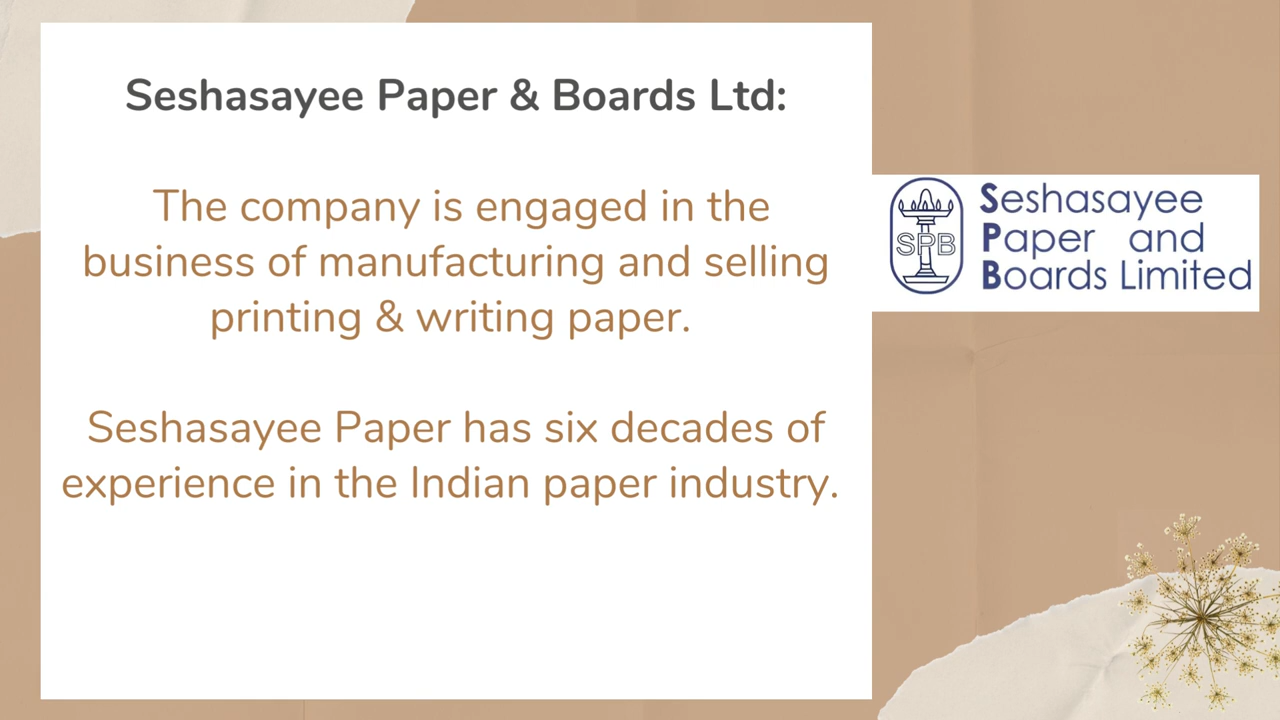 Seshasayee Paper & Boards Ltd:
The company is engaged in the
business of manufacturing and selling
printing & writing paper.
Seshasayee Paper has six decades of
experience in the Indian paper industry.
SPB
Seshasayee
Paper and
Boards Limited